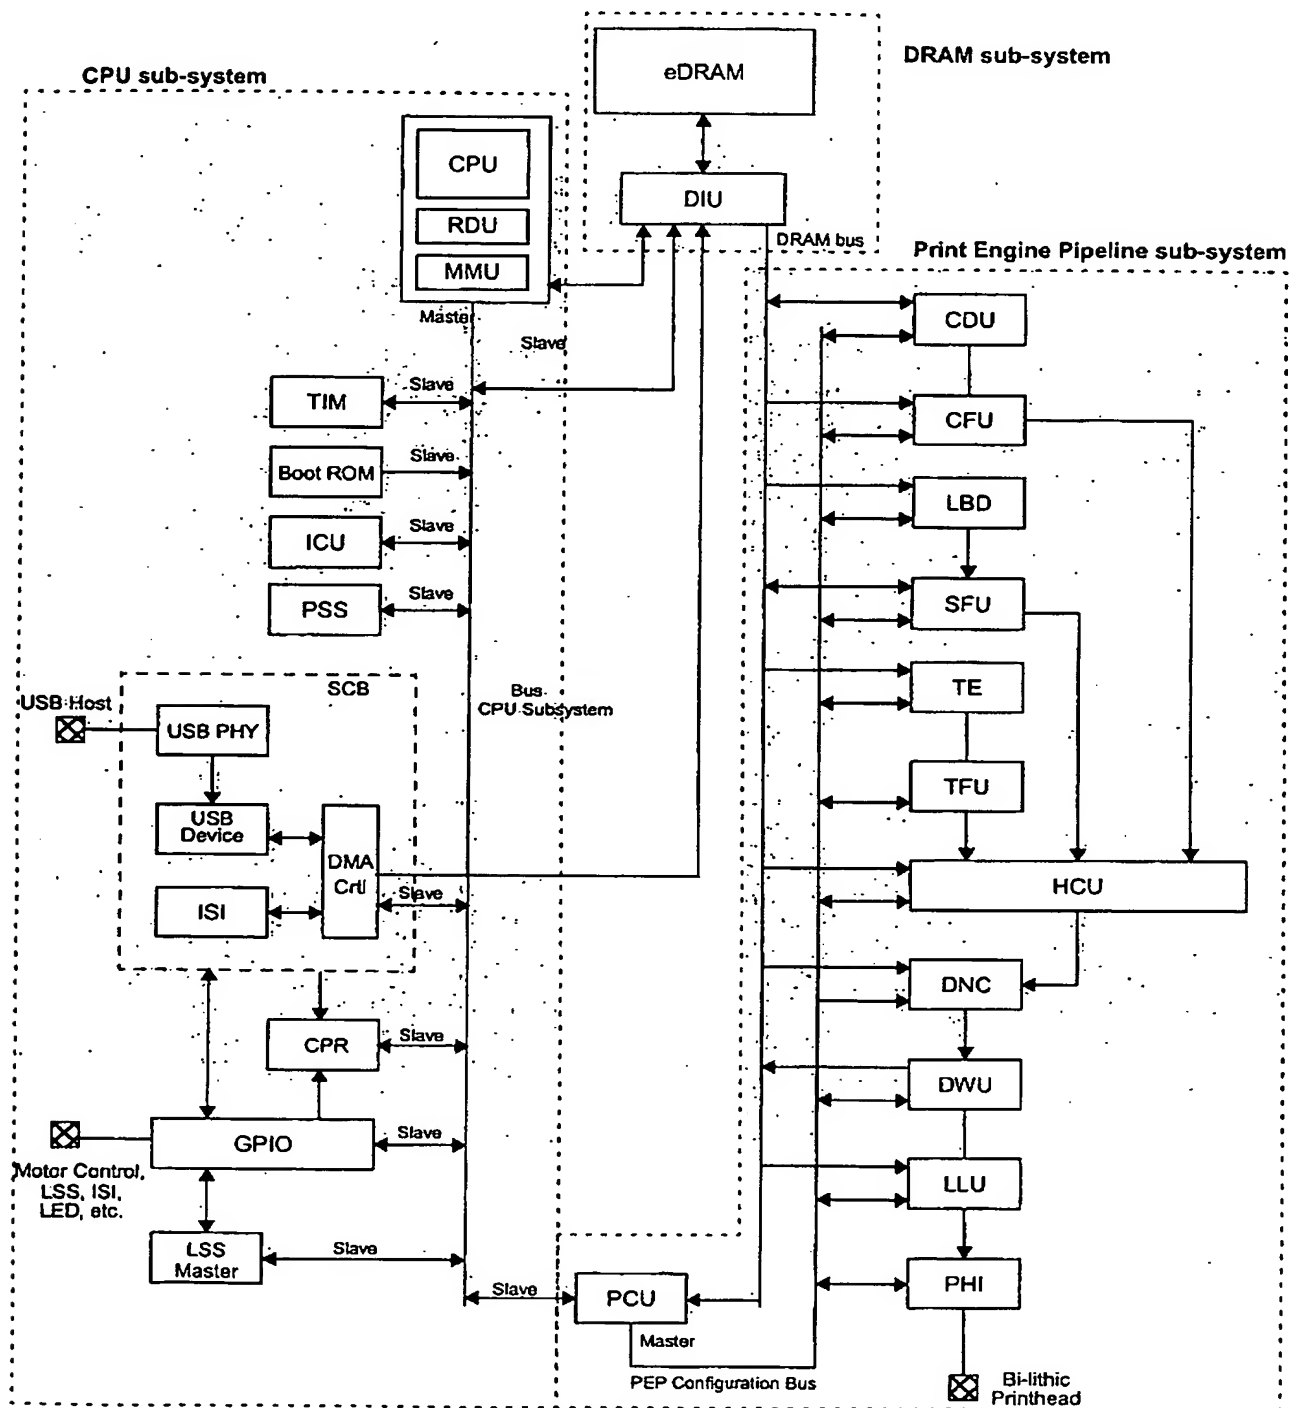 CPU sub-system
DRAM sub-system
eDRAM
DIU
DRAM bus
CPU
RDU
MMU
Master
Slave
TIM
Slave
Boot ROM
Slave
ICU
Slave
PSS
Slave
Bus
CPU Subsystem
SCB
USB Host
USB PHY
USB
Device
DMA
Crtl
ISI
Slave
CPR
Slave
GPIO
Slave
Motor Control,
LSS, ISI,
LED, etc.
LSS
Master
Slave
Slave
PCU
Master
PEP Configuration Bus
Print Engine Pipeline sub-system
CDU
CFU
LBD
SFU
TE
TFU
HCU
DNC
DWU
LLU
PHI
Bi-lithic
Printhead